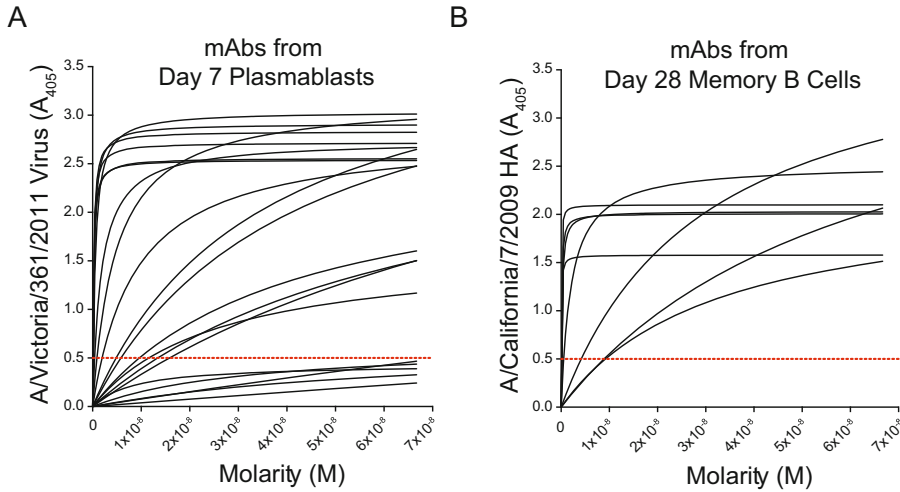 A
mAbs from
Day 7 Plasmablasts
A/Victoria/361/2011 Virus (A405)
3.5
3.0
2.5
2.0
1.5
1.0
0.5
0.0
0
1x10-8
2x10-8
3x10-8
4x10-8
5x10-8
6x10-8
7x10-8
Molarity (M)
B
mAbs from
Day 28 Memory B Cells
A/California/7/2009 HA (A405)
3.5
3.0
2.5
2.0
1.5
1.0
0.5
0.0
0
1x10-8
2x10-8
3x10-8
4x10-8
5x10-8
6x10-8
7x10-8
Molarity (M)